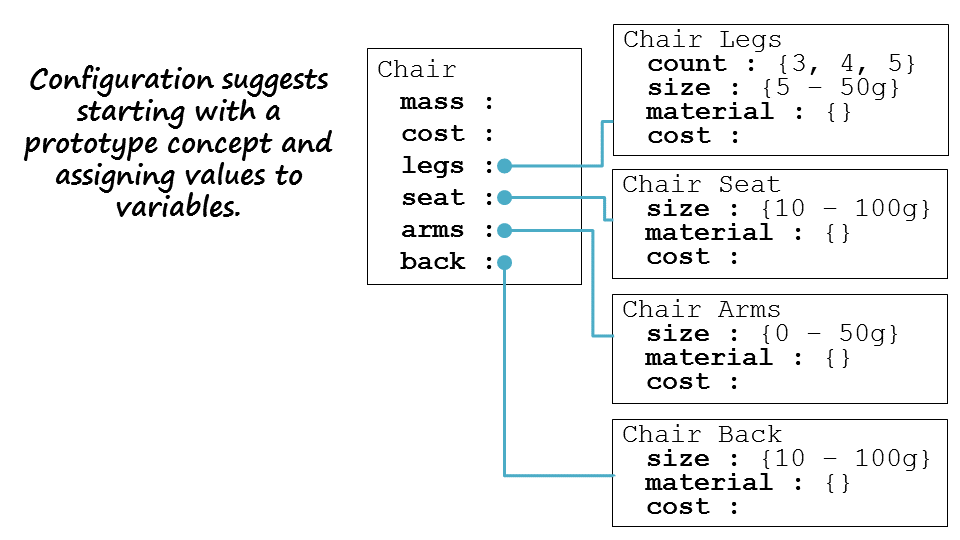 Configuration suggests
starting with a
prototype concept and
assigning values to
variables.
Chair
mass :
cost :
legs :
seat :
arms :
back :
Chair Legs
count : {3, 4, 5}
size : {5 – 50g}
material : {}
cost :
Chair Seat
size : {10 – 100g}
material : {}
cost :
Chair Arms
size : {0 – 50g}
material : {}
cost :
Chair Back
size : {10 – 100g}
material : {}
cost :